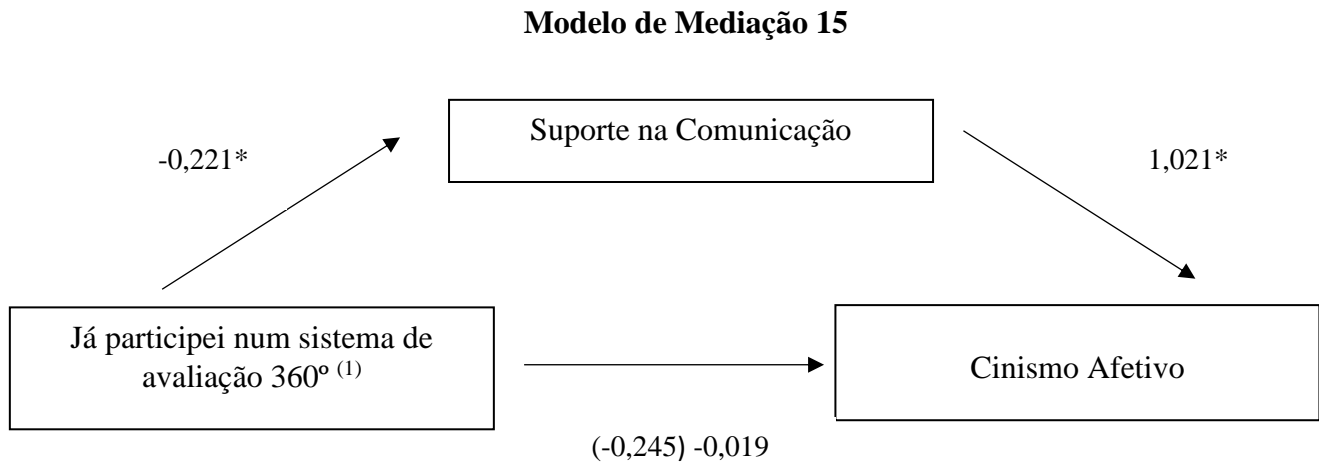 Modelo de Mediação 15
Suporte na Comunicação
-0,221*
1,021*
Já participei num sistema de
avaliação 360º (1)
Cinismo Afetivo
(-0,245) -0,019